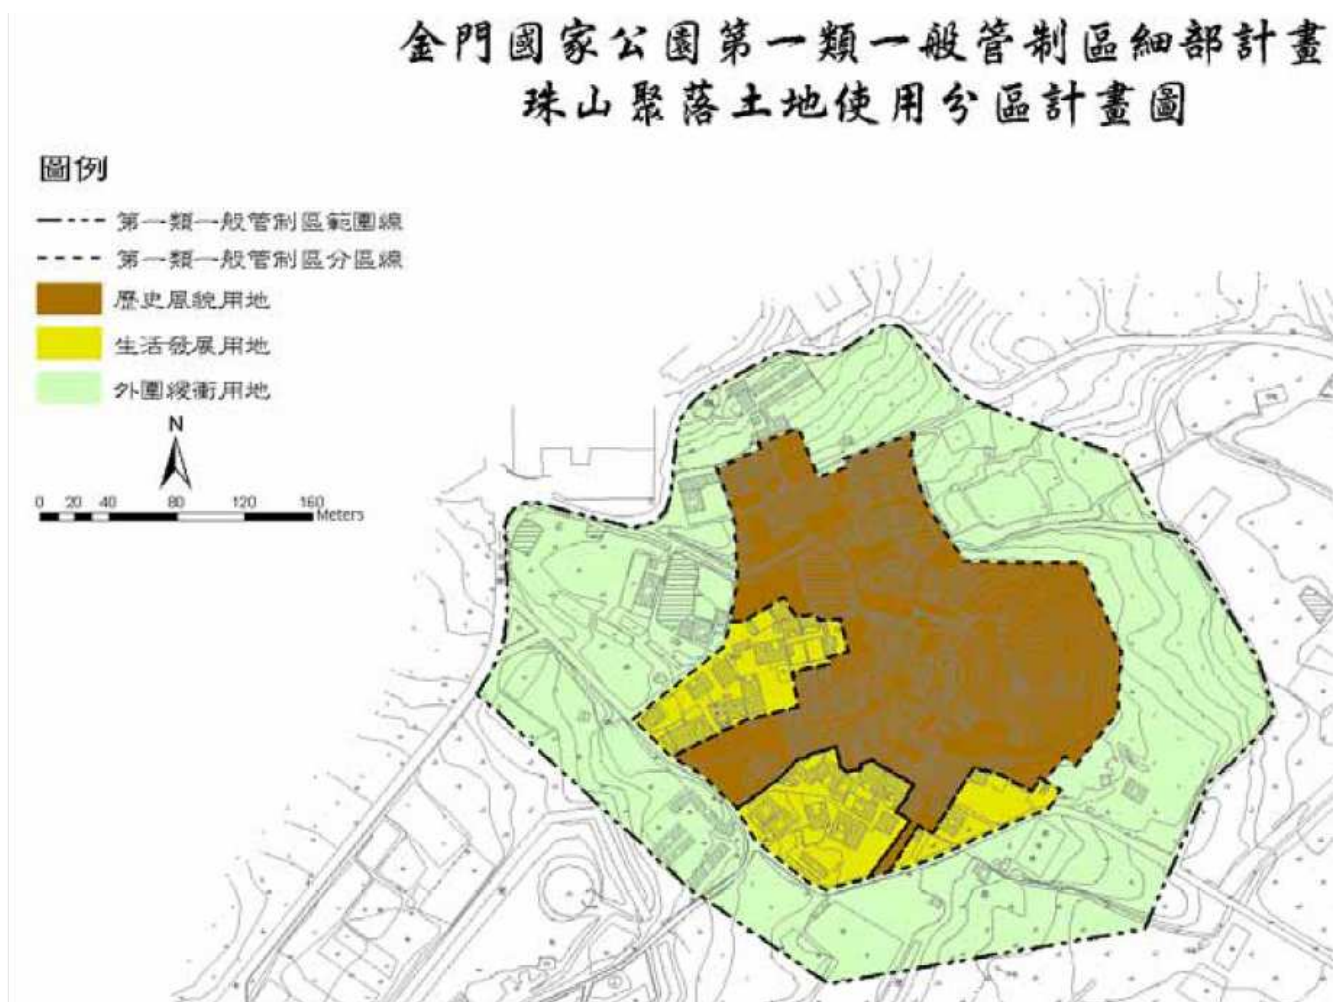 金門國家公園第一類一般管制區細部計畫
珠山聚落土地使用分區計畫圖
圖例
第一類一般管制區範圍線
第一類一般管制區分區線
歷史風貌用地
生活發展用地
外圍緩衝用地
N
0 20 40 80 120 160
Meters